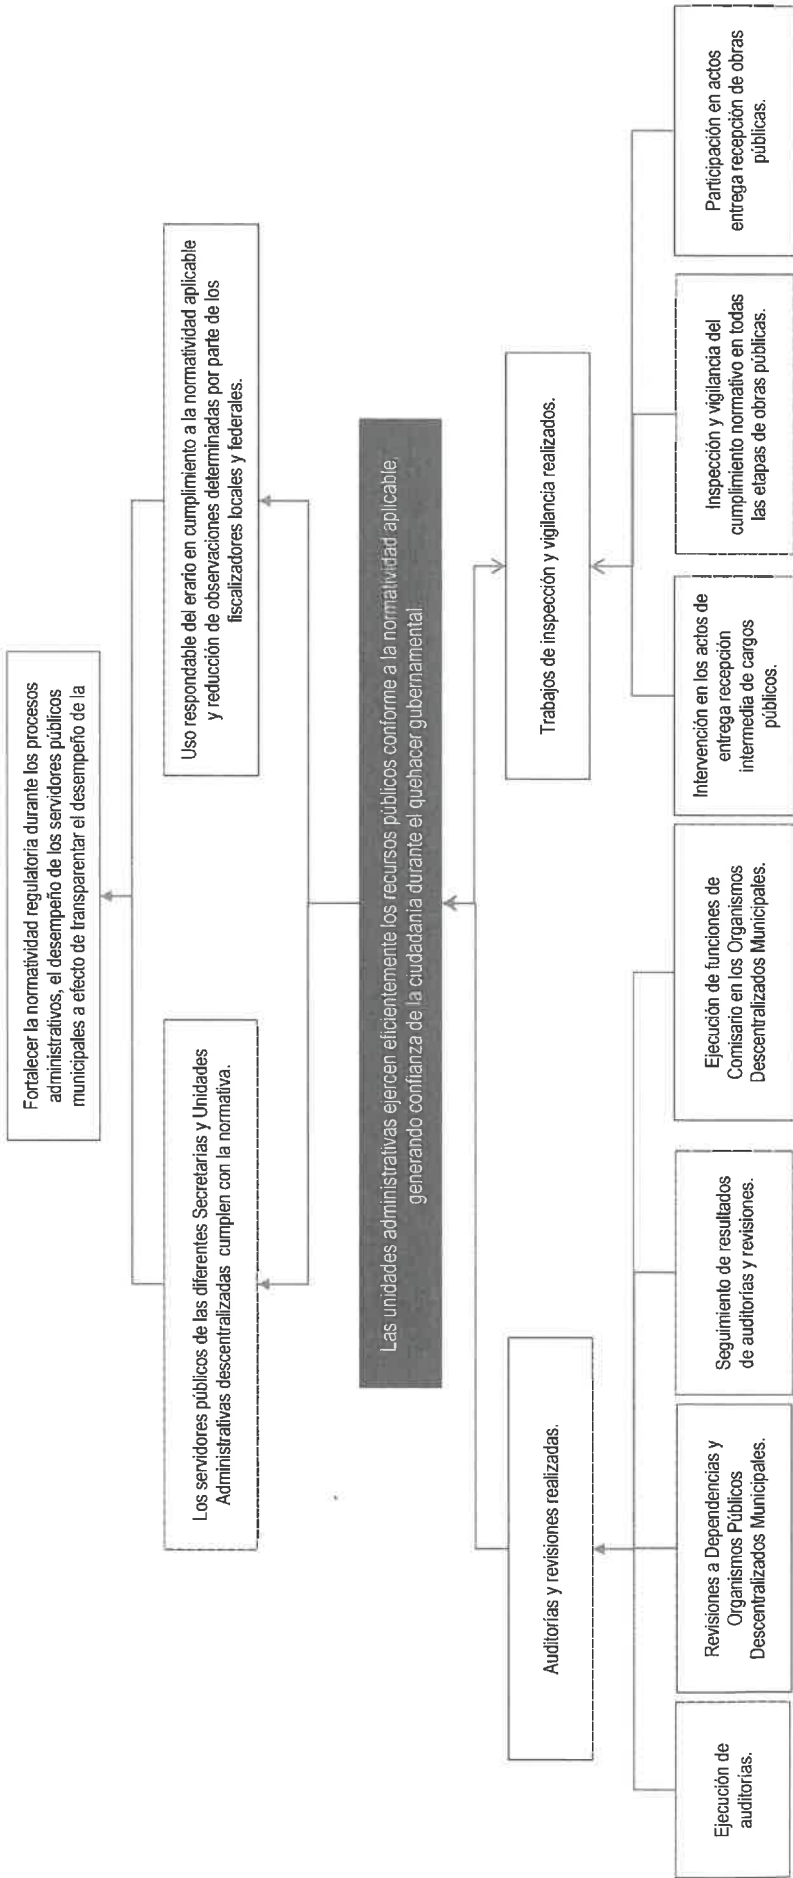 Fortalecer la normatividad regulatoria durante los procesos
administrativos, el desempeño de los servidores públicos
municipales a efecto de transparentar el desempeño de la
Los servidores públicos de las diferentes Secretarias y Unidades
Administrativas descentralizadas cumplen con la normativa.
Uso respondable del erario en cumplimiento a la normatividad aplicable
y reducción de observaciones determinadas por parte de los
fiscalizadores locales y federales.
Las unidades administrativas ejercen eficientemente los recursos públicos conforme a la normatividad aplicable,
generando confianza de la ciudadanía durante el quehacer gubernamental.
Auditorías y revisiones realizadas.
Trabajos de inspección y vigilancia realizados.
Ejecución de
auditorías.
Revisiones a Dependencias y
Organismos Públicos
Descentralizados Municipales.
Seguimiento de resultados
de auditorías y revisiones.
Ejecución de funciones de
Comisario en los Organismos
Descentralizados Municipales.
Intervención en los actos de
entrega recepción
intermedia de cargos
públicos.
Inspección y vigilancia del
cumplimiento normativo en todas
las etapas de obras públicas.
Participación en actos
entrega recepción de obras
públicas.